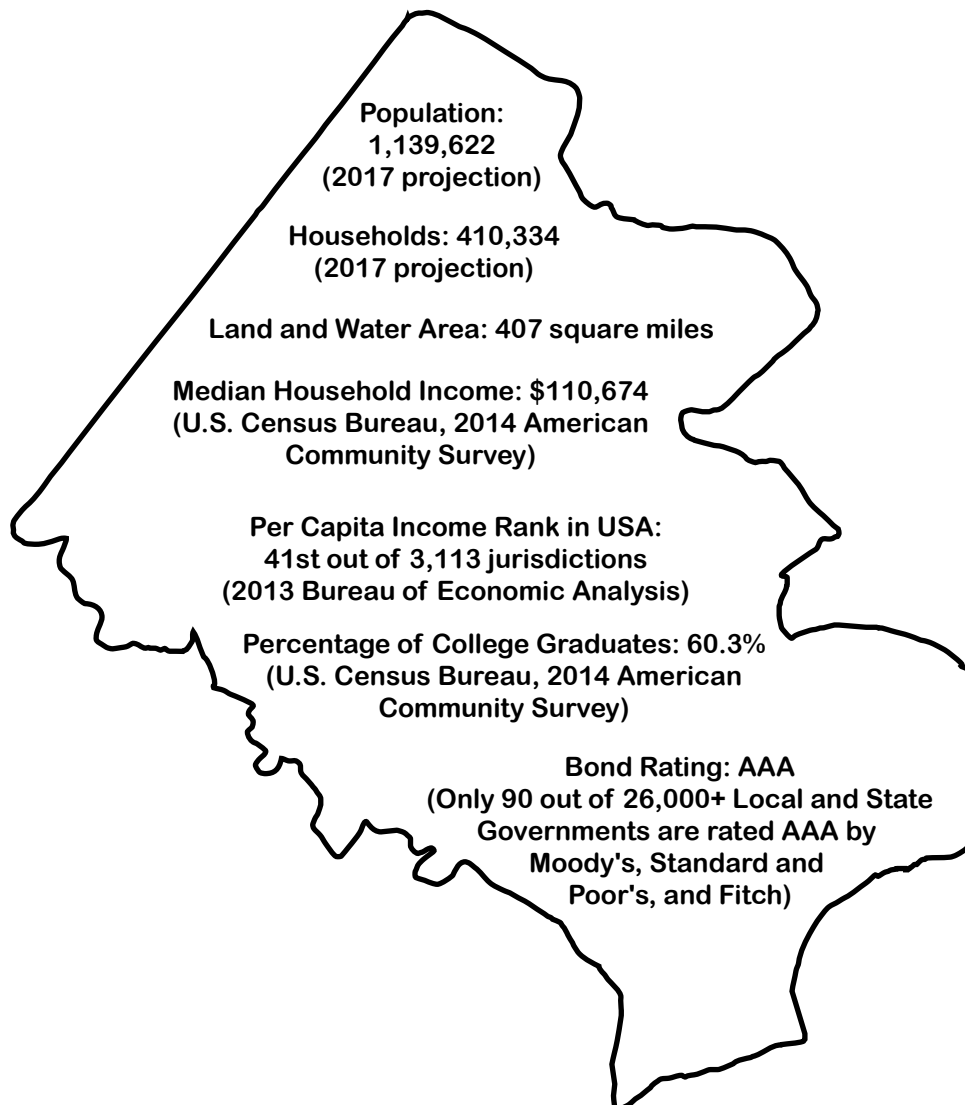 Population:
1,139,622
(2017 projection)
Households: 410,334
(2017 projection)
Land and Water Area: 407 square miles
Median Household Income: $110,674
(U.S. Census Bureau, 2014 American
Community Survey)
Per Capita Income Rank in USA:
41st out of 3,113 jurisdictions
(2013 Bureau of Economic Analysis)
Percentage of College Graduates: 60.3%
(U.S. Census Bureau, 2014 American
Community Survey)
Bond Rating: AAA
(Only 90 out of 26,000+ Local and State
Governments are rated AAA by
Moody's, Standard and
Poor's, and Fitch)